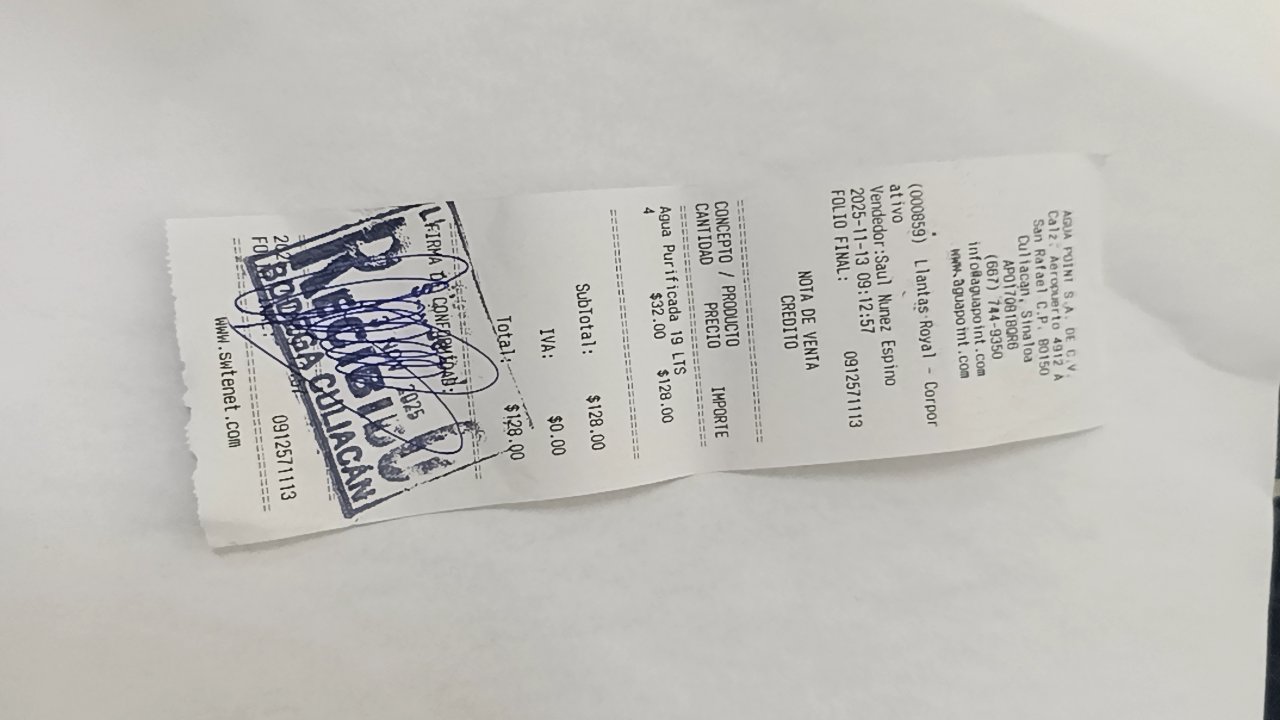 AGUA POINT S.A. DE C.V.
Calz. Aeropuerto 4912 A
San Rafael C.P. 80150
Culiacan, Sinaloa
APO170818QR8
(667) 744-9350
info@aguapoint.com
www.aguapoint.com
(000859) Llantas Royal - Corpor
ativo
Vendedor:Saul Nunez Espino
2025-11-13 09:12:57
FOLIO FINAL: 0912571113
NOTA DE VENTA
CREDITO
CONCEPTO / PRODUCTO
CANTIDAD PRECIO IMPORTE
Agua Purificada 19 LTS
4 $32.00 $128.00
SubTotal: $128.00
IVA: $0.00
Total: $128.00
FIRMA DE CONFORMIDAD:
RECIBIDO
2025
BODEGA CULIACÁN
0912571113
www.swtenet.com